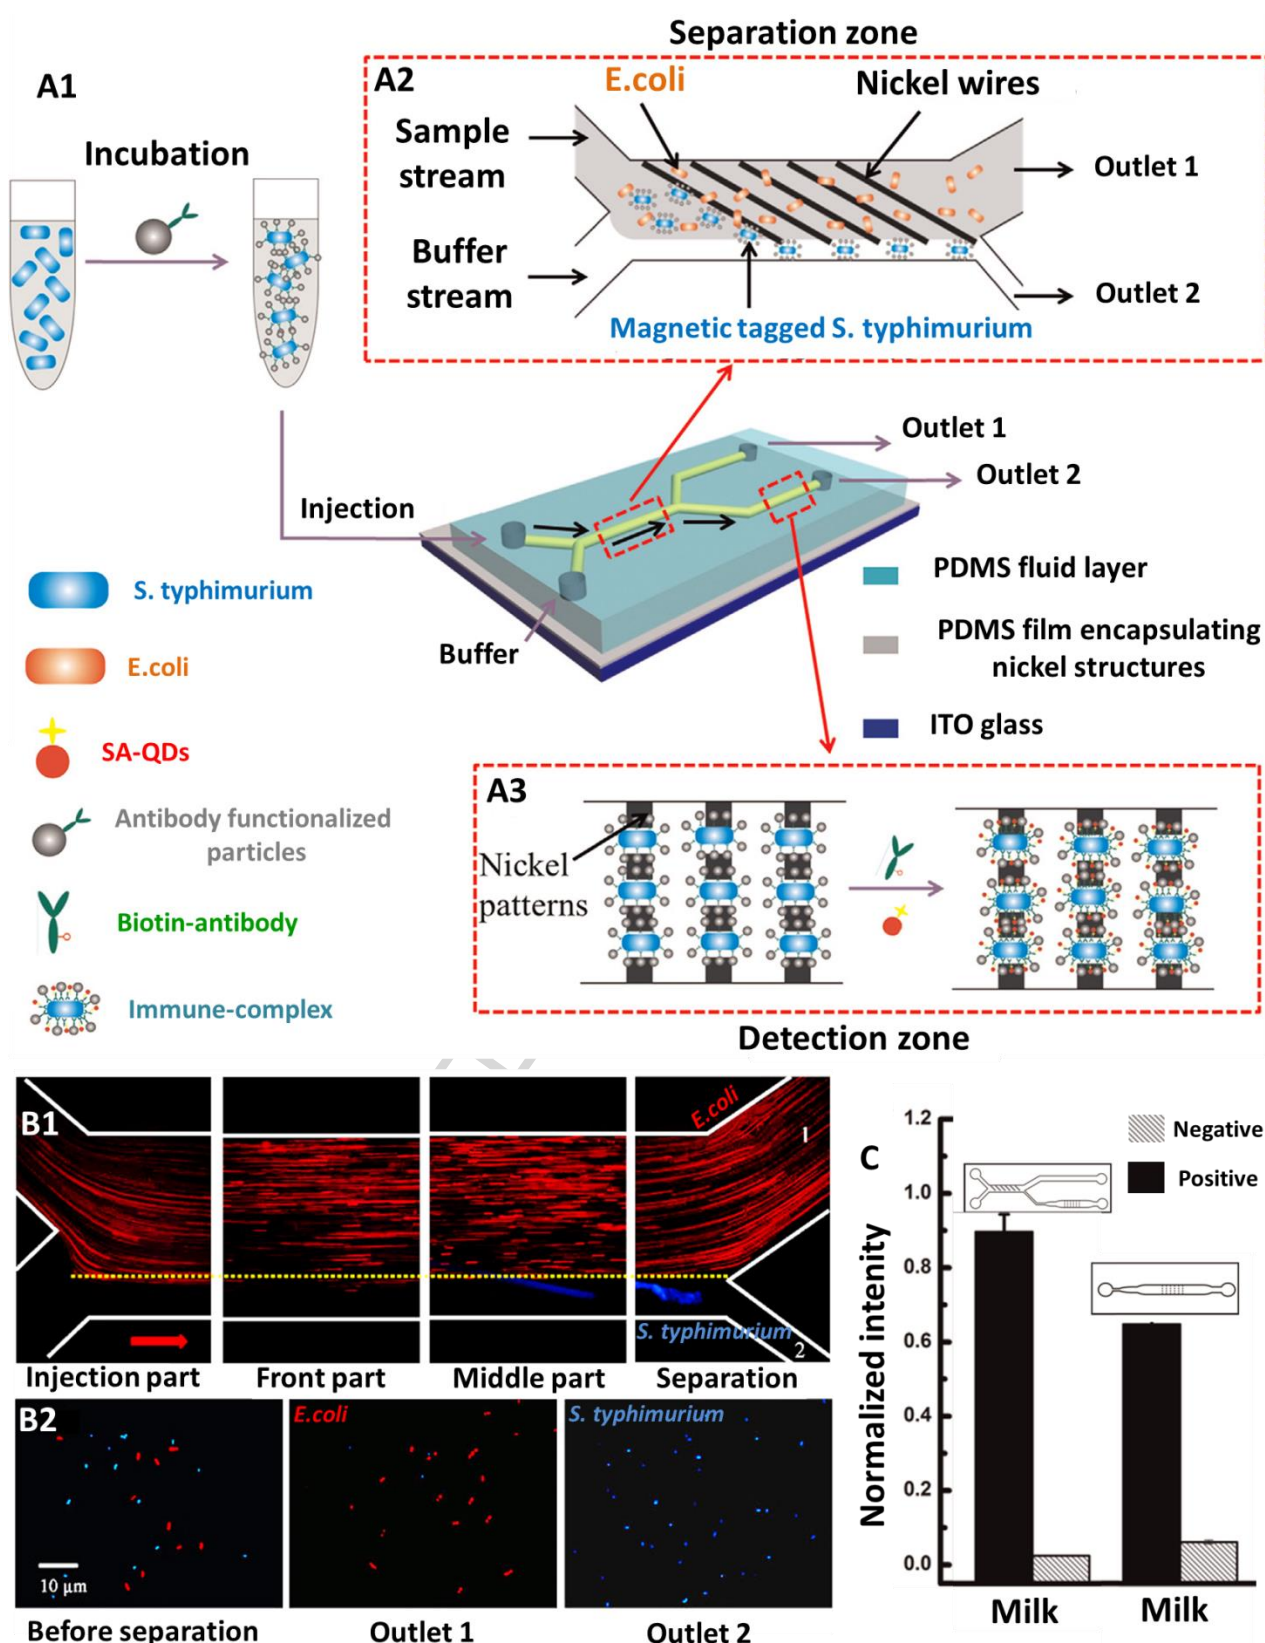 Separation zone
A1
A2
E.coli
Nickel wires
Sample
stream
Outlet 1
Incubation
Buffer
stream
Outlet 2
Magnetic tagged S. typhimurium
Outlet 1
Outlet 2
Injection
Buffer
S. typhimurium
E.coli
SA-QDs
Antibody functionalized
particles
Biotin-antibody
Immune-complex
PDMS fluid layer
PDMS film encapsulating
nickel structures
ITO glass
A3
Nickel
patterns
Detection zone
B1
E.coli
1
S. typhimurium
2
Injection part
Front part
Middle part
Separation
B2
E.coli
S. typhimurium
10 µm
Before separation
Outlet 1
Outlet 2
C
Negative
Positive
Normalized intenity
1.2
1.0
0.8
0.6
0.4
0.2
0.0
Milk
Milk